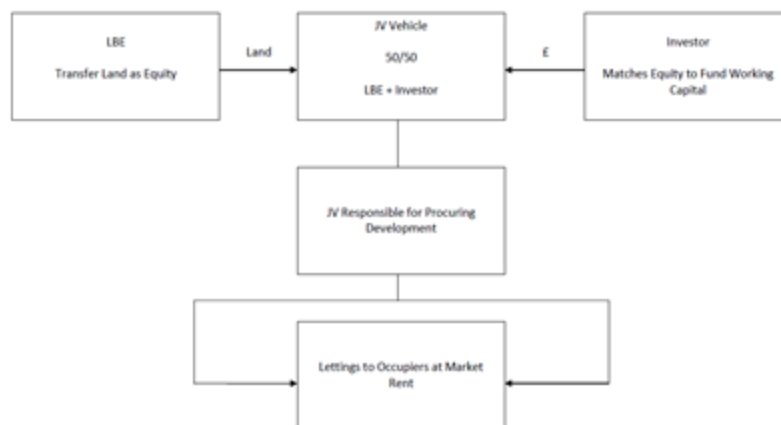 LBE
Transfer Land as Equity
Land
JV Vehicle
50/50
LBE + Investor
£
Investor
Matches Equity to Fund Working
Capital
JV Responsible for Procuring
Development
Lettings to Occupiers at Market
Rent